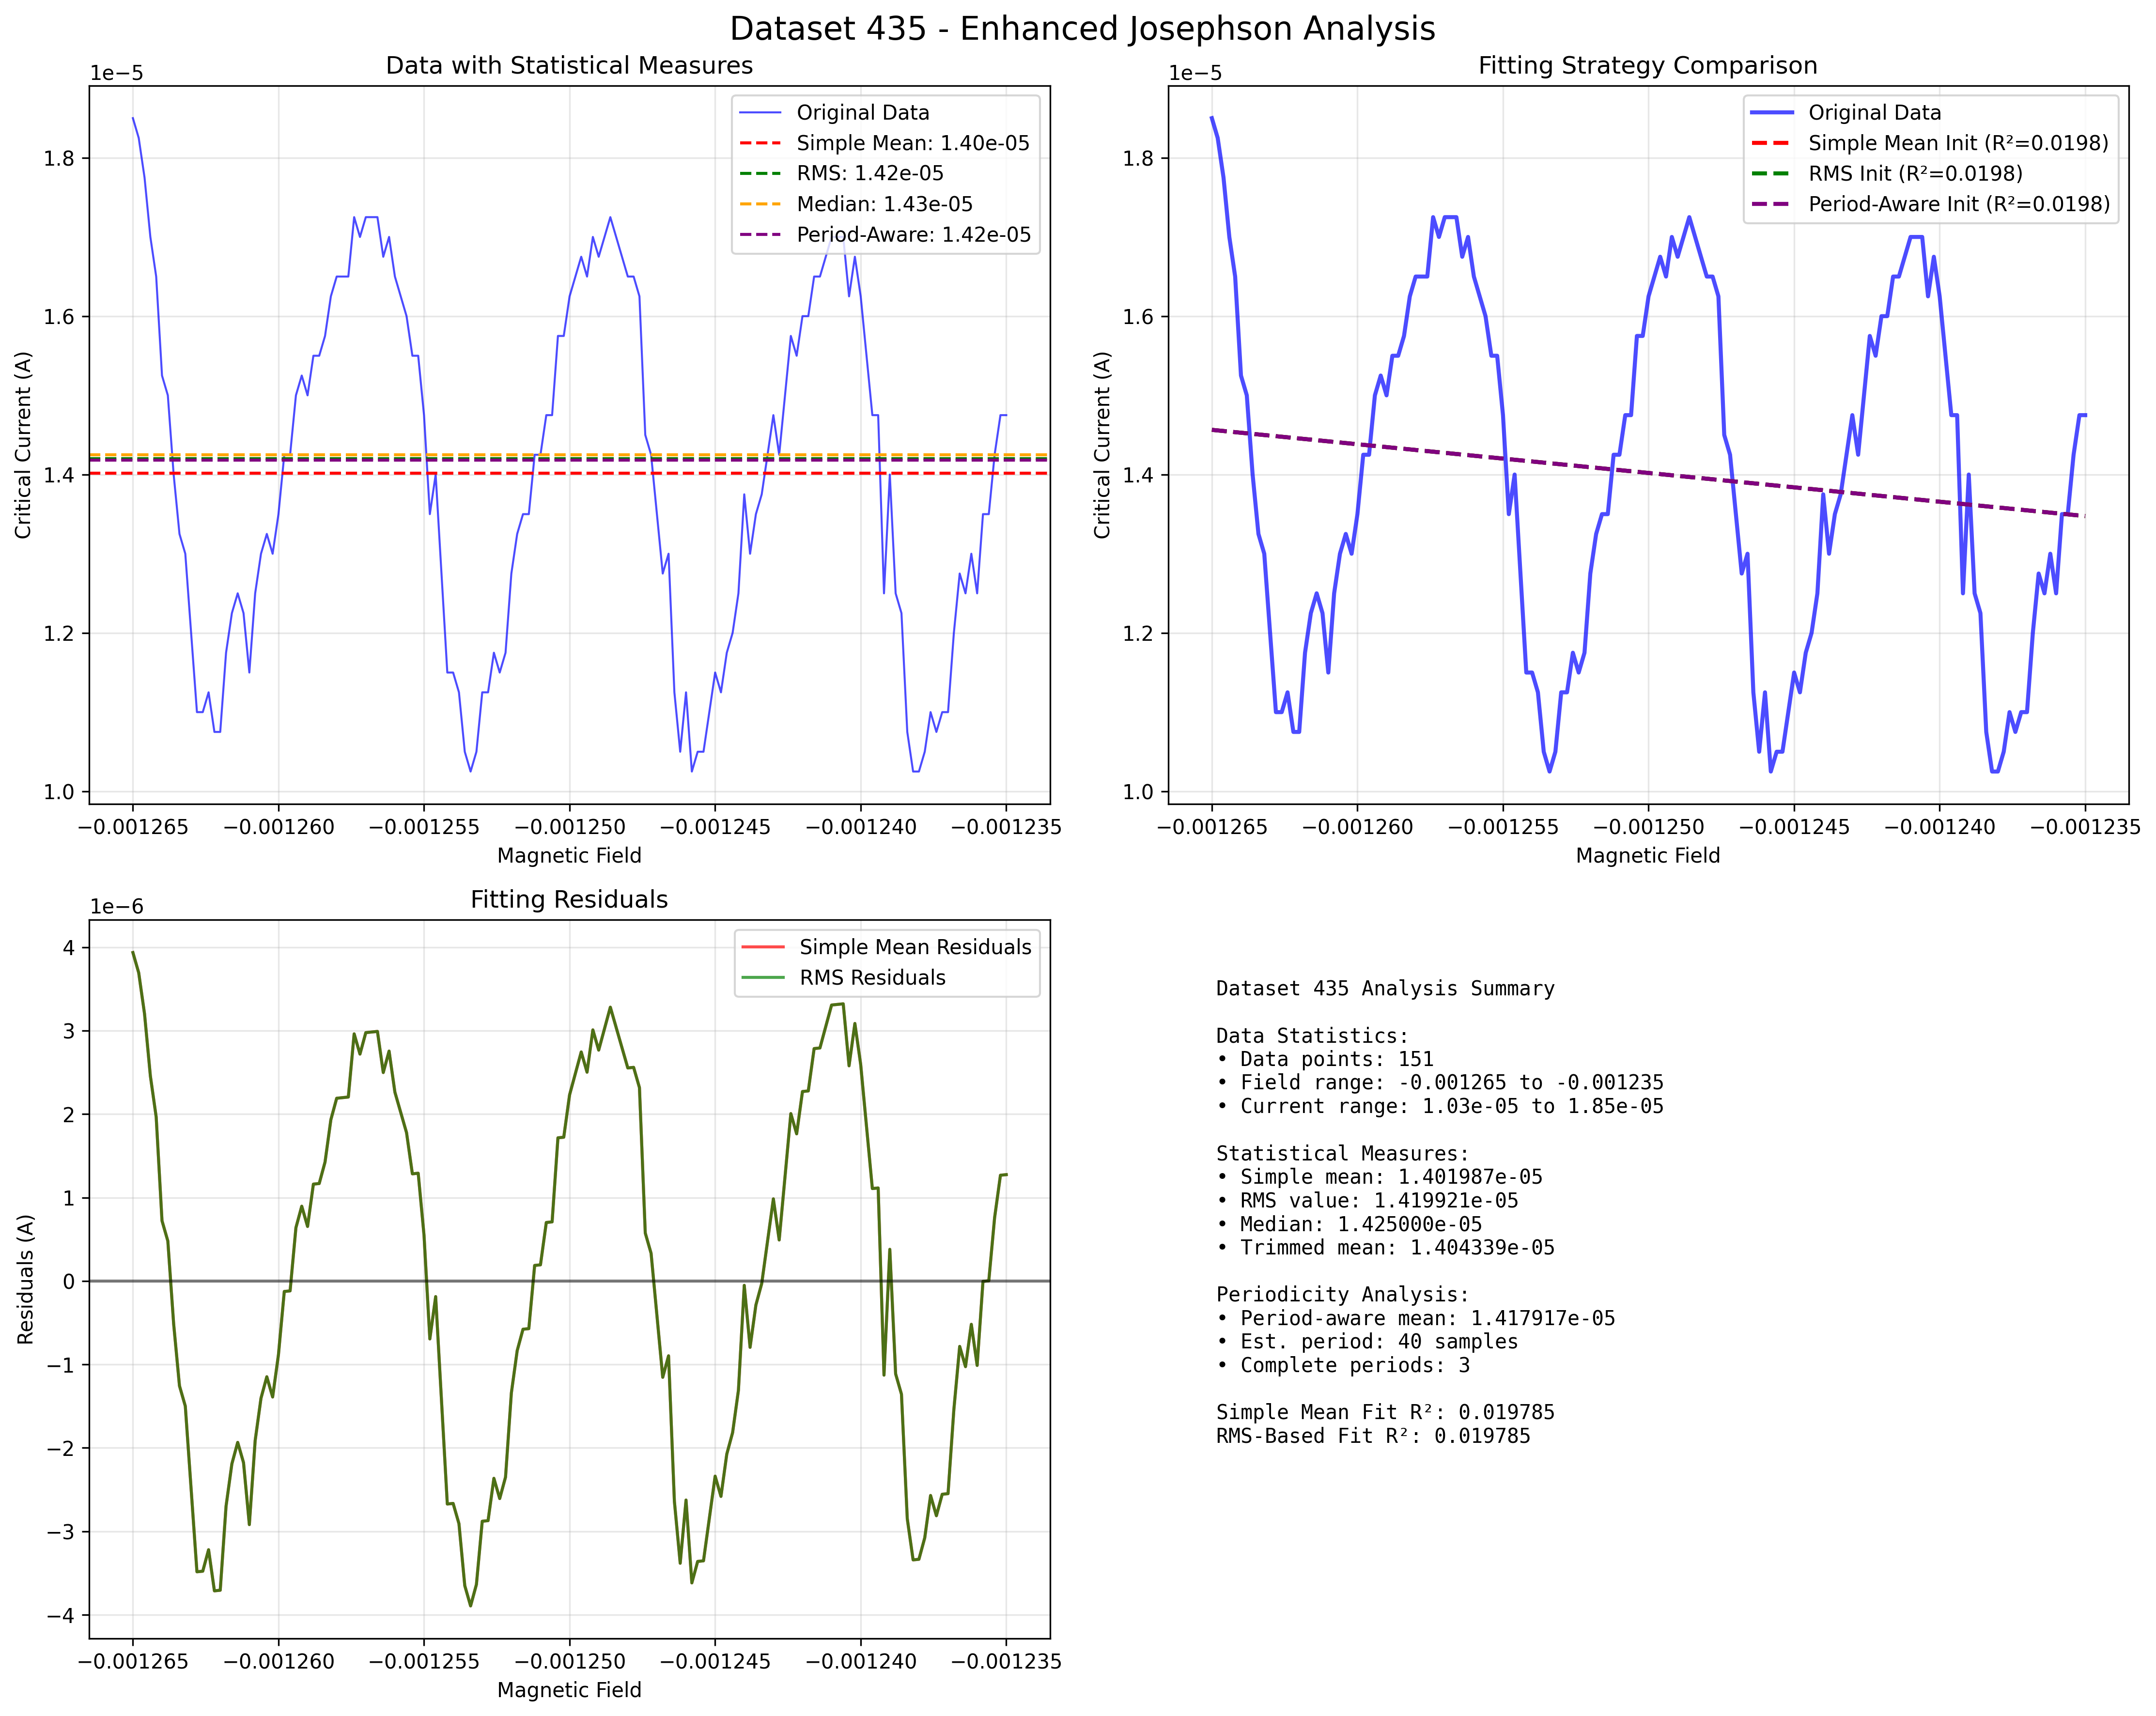 Dataset 435 - Enhanced Josephson Analysis
Data with Statistical Measures
1e−5
Original Data
Simple Mean: 1.40e-05
RMS: 1.42e-05
Median: 1.43e-05
Period-Aware: 1.42e-05
1.8
1.6
1.4
1.2
1.0
Critical Current (A)
−0.001265 −0.001260 −0.001255 −0.001250 −0.001245 −0.001240 −0.001235
Magnetic Field
Fitting Strategy Comparison
1e−5
Original Data
Simple Mean Init (R²=0.0198)
RMS Init (R²=0.0198)
Period-Aware Init (R²=0.0198)
1.8
1.6
1.4
1.2
1.0
Critical Current (A)
−0.001265 −0.001260 −0.001255 −0.001250 −0.001245 −0.001240 −0.001235
Magnetic Field
Fitting Residuals
1e−6
Simple Mean Residuals
RMS Residuals
4
3
2
1
0
−1
−2
−3
−4
Residuals (A)
−0.001265 −0.001260 −0.001255 −0.001250 −0.001245 −0.001240 −0.001235
Magnetic Field
Dataset 435 Analysis Summary
Data Statistics:
• Data points: 151
• Field range: -0.001265 to -0.001235
• Current range: 1.03e-05 to 1.85e-05
Statistical Measures:
• Simple mean: 1.401987e-05
• RMS value: 1.419921e-05
• Median: 1.425000e-05
• Trimmed mean: 1.404339e-05
Periodicity Analysis:
• Period-aware mean: 1.417917e-05
• Est. period: 40 samples
• Complete periods: 3
Simple Mean Fit R²: 0.019785
RMS-Based Fit R²: 0.019785